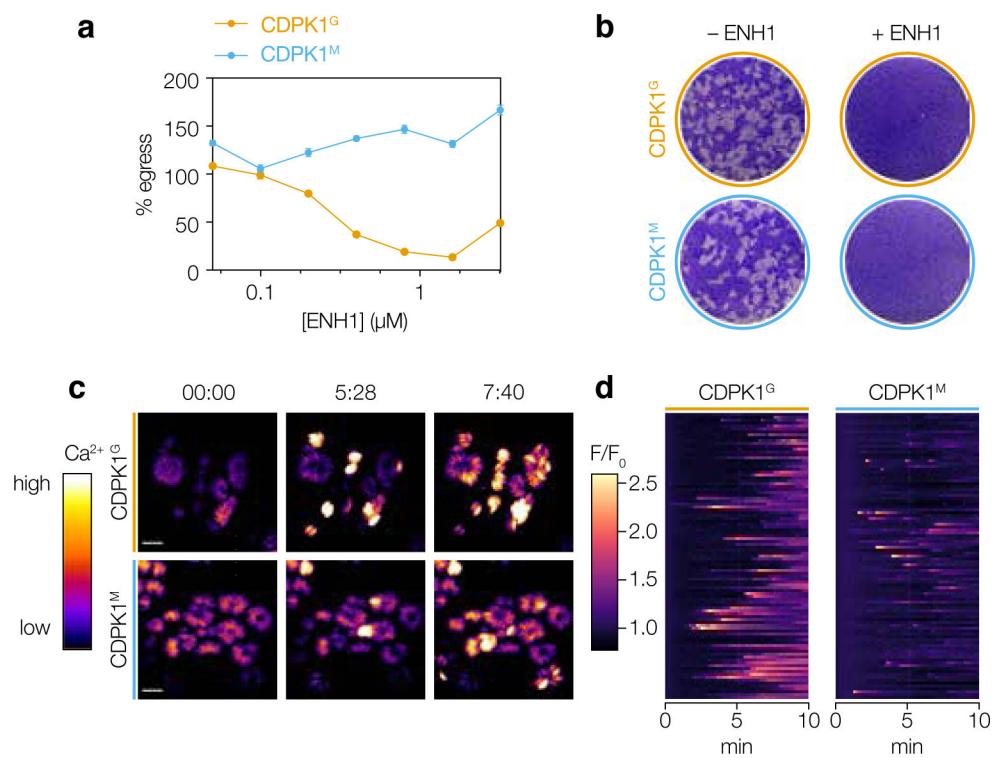 a
CDPK1ᴳ
CDPK1ᴹ
200
150
100
50
0
% egress
0.1 1
[ENH1] (µM)
b
– ENH1 + ENH1
CDPK1ᴳ
CDPK1ᴹ
c
00:00 5:28 7:40
Ca²⁺
high
low
CDPK1ᴳ
CDPK1ᴹ
d
CDPK1ᴳ CDPK1ᴹ
F/F₀
2.5
2.0
1.5
1.0
0 5 10 0 5 10
min min